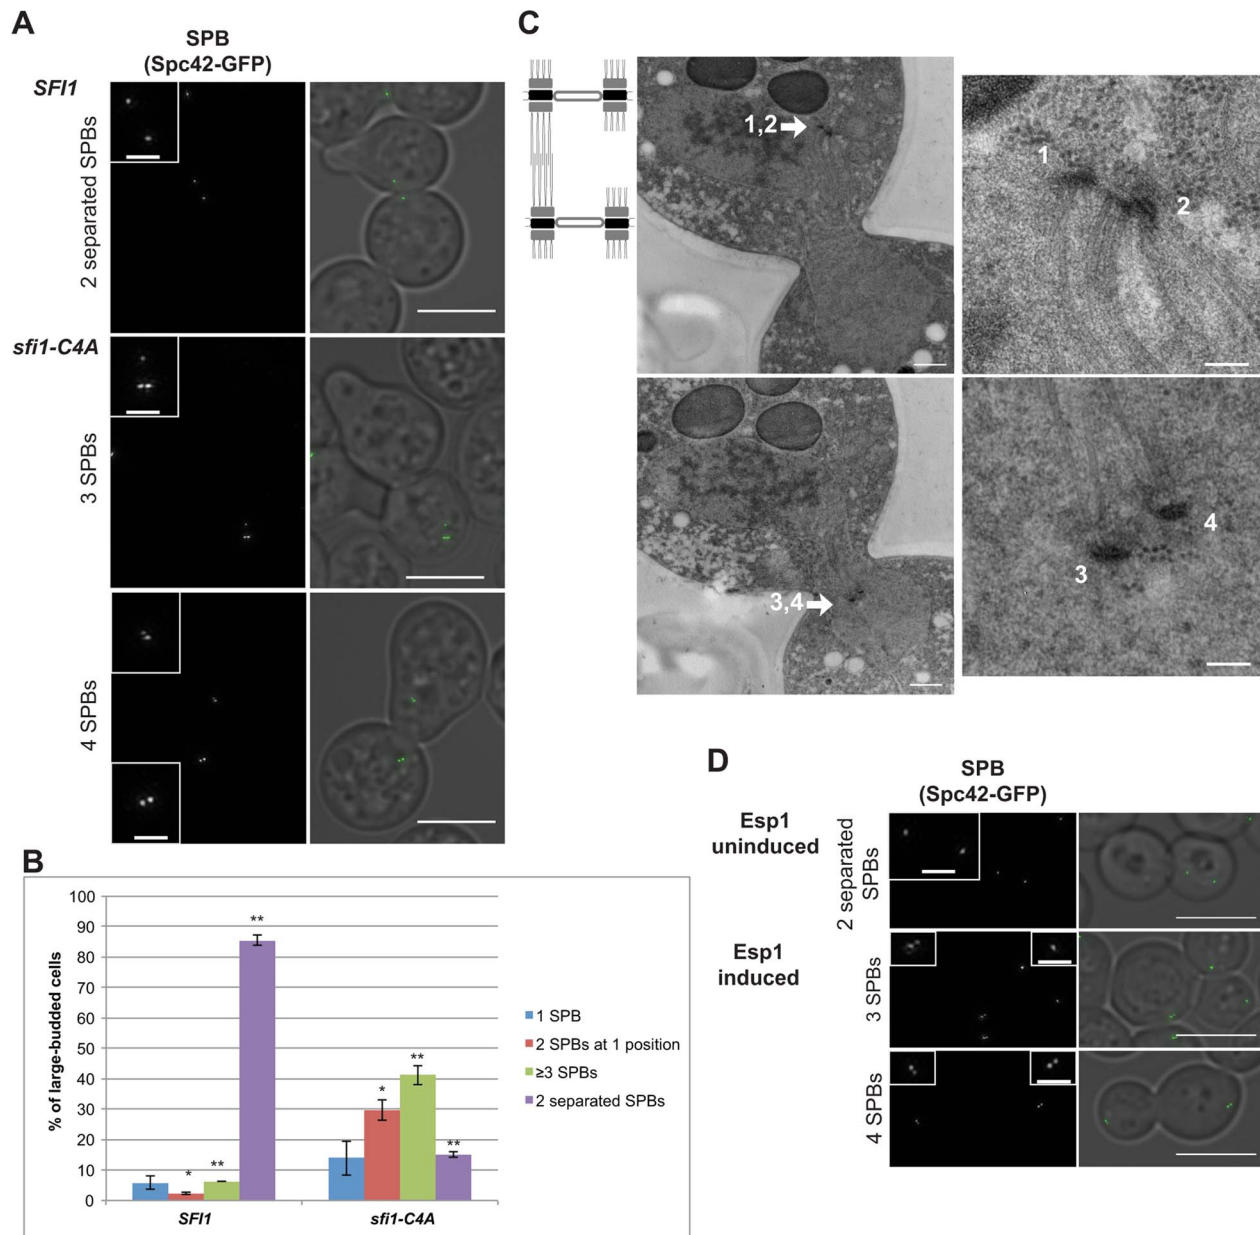 A
SPB
(Spc42-GFP)
SFI1
2 separated SPBs
sfi1-C4A
3 SPBs
4 SPBs
B
% of large-budded cells
100
90
80
70
60
50
40
30
20
10
0
**
*
**
*
**
**
SFI1
sfi1-C4A
1 SPB
2 SPBs at 1 position
≥3 SPBs
2 separated SPBs
C
1,2
1
2
3,4
3
4
D
SPB
(Spc42-GFP)
Esp1
uninduced
2 separated
SPBs
Esp1
induced
3 SPBs
4 SPBs